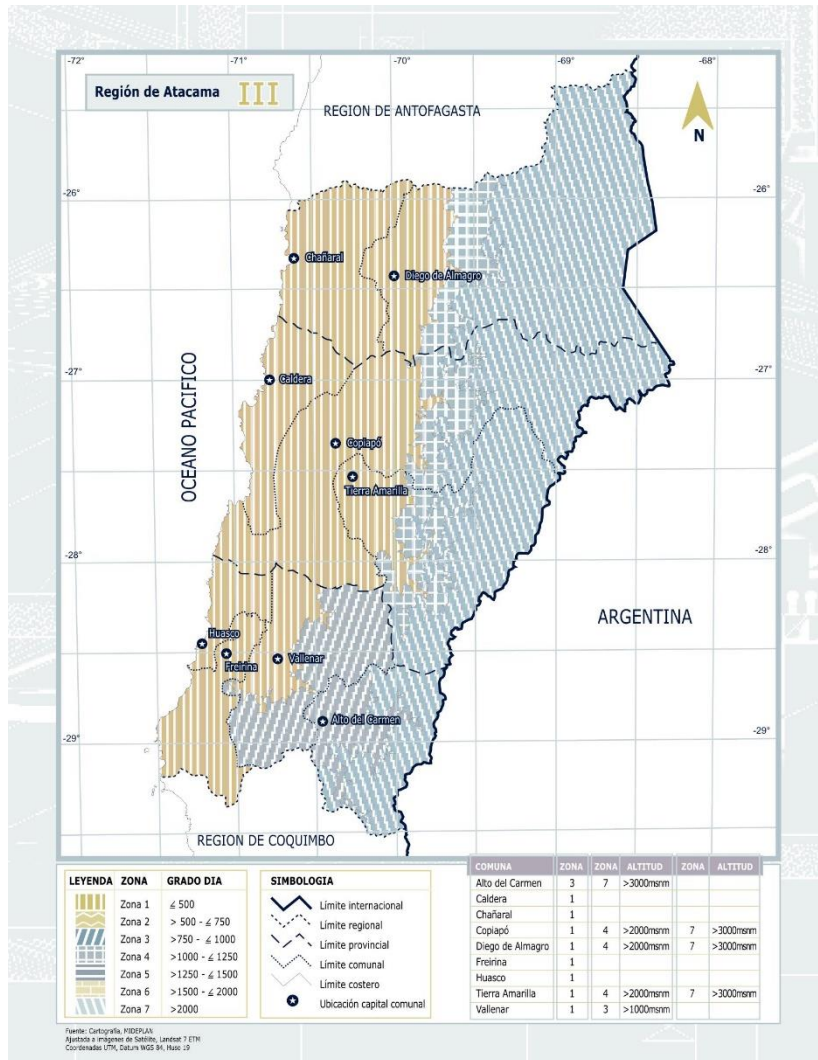 -72°
-71°
-70°
-69°
-68°
Región de Atacama III
REGION DE ANTOFAGASTA
N
-26°
-26°
Chañaral
Diego de Almagro
OCEANO PACIFICO
-27°
-27°
Caldera
Copiapó
Tierra Amarilla
-28°
-28°
ARGENTINA
Huasco
Freirina
Vallenar
Alto del Carmen
-29°
-29°
REGION DE COQUIMBO
LEYENDA ZONA GRADO DIA
Zona 1 ≤ 500
Zona 2 > 500 - ≤ 750
Zona 3 >750 - ≤ 1000
Zona 4 >1000 - ≤ 1250
Zona 5 >1250 - ≤ 1500
Zona 6 >1500 - ≤ 2000
Zona 7 >2000
SIMBOLOGIA
Límite internacional
Límite regional
Límite provincial
Límite comunal
Límite costero
Ubicación capital comunal
COMUNA ZONA ZONA ALTITUD ZONA ALTITUD
Alto del Carmen 3 7 >3000msnm
Caldera 1
Chañaral 1
Copiapó 1 4 >2000msnm 7 >3000msnm
Diego de Almagro 1 4 >2000msnm 7 >3000msnm
Freirina 1
Huasco 1
Tierra Amarilla 1 4 >2000msnm 7 >3000msnm
Vallenar 1 3 >1000msnm
Fuente: Cartografía, MIDEPLAN
Ajustada a imágenes de Satélite, Landsat 7 ETM
Coordenadas UTM, Datum WGS 84, Huso 19